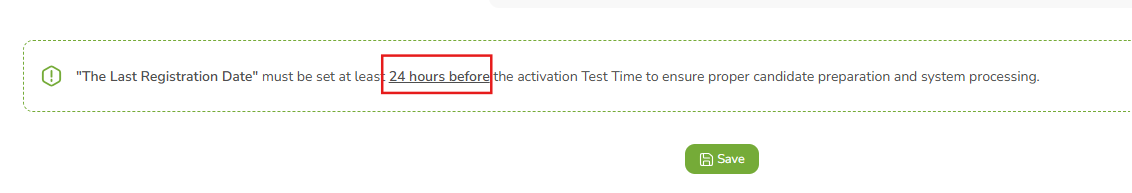 "The Last Registration Date" must be set at least 24 hours before the activation Test Time to ensure proper candidate preparation and system processing.
Save